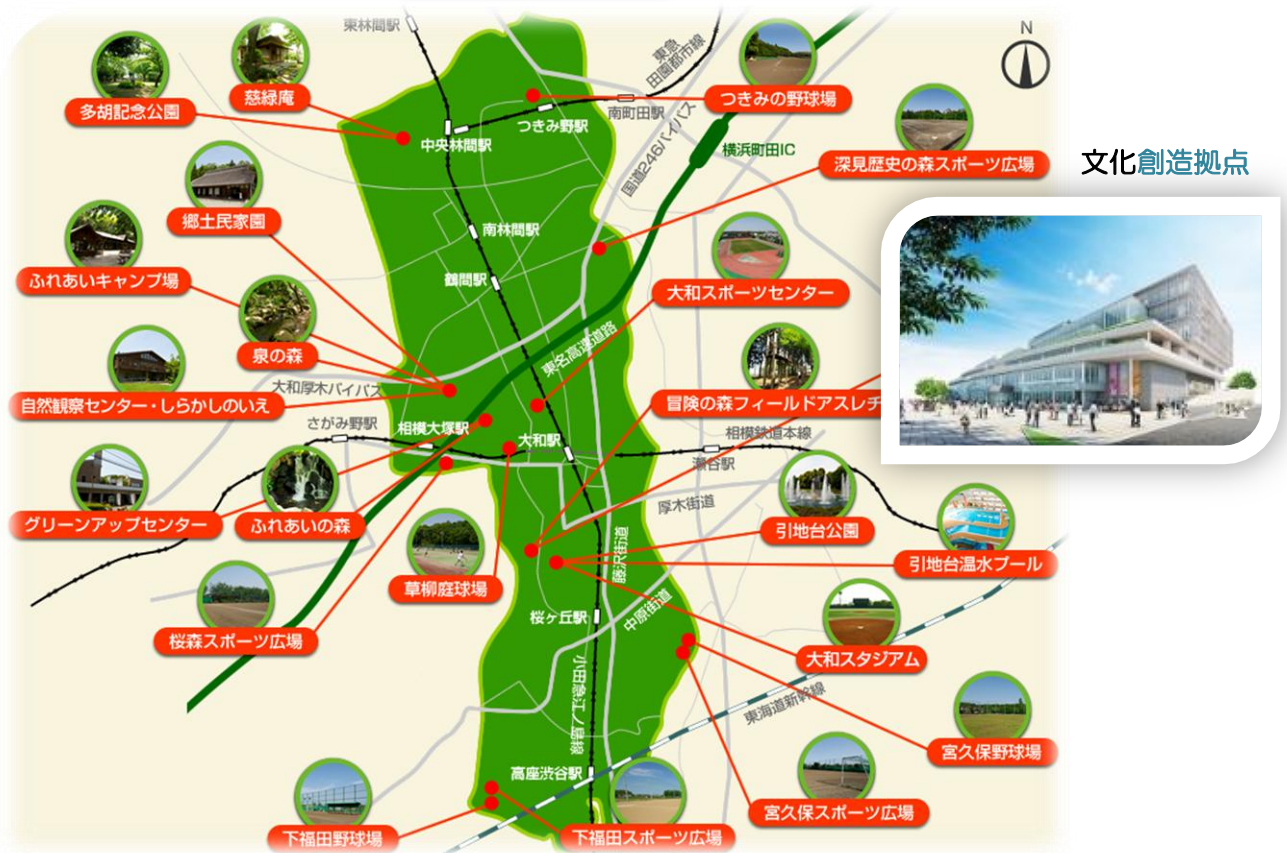 東林間駅
N
東急
田園都市線
多胡記念公園
慈緑庵
つきみの野球場
つきみ野駅
南町田駅
中央林間駅
国道246バイパス
横浜町田IC
深見歴史の森スポーツ広場
文化創造拠点
郷土民家園
南林間駅
ふれあいキャンプ場
鶴間駅
大和スポーツセンター
泉の森
東名高速道路
大和厚木バイパス
自然観察センター・しらかしのいえ
冒険の森フィールドアスレチ
さがみ野駅
相模大塚駅
大和駅
相模鉄道本線
瀬谷駅
厚木街道
グリーンアップセンター
ふれあいの森
引地台公園
引地台温水プール
藤沢街道
草柳庭球場
桜ヶ丘駅
中原街道
桜森スポーツ広場
大和スタジアム
小田急江ノ島線
東海道新幹線
宮久保野球場
高座渋谷駅
宮久保スポーツ広場
下福田野球場
下福田スポーツ広場